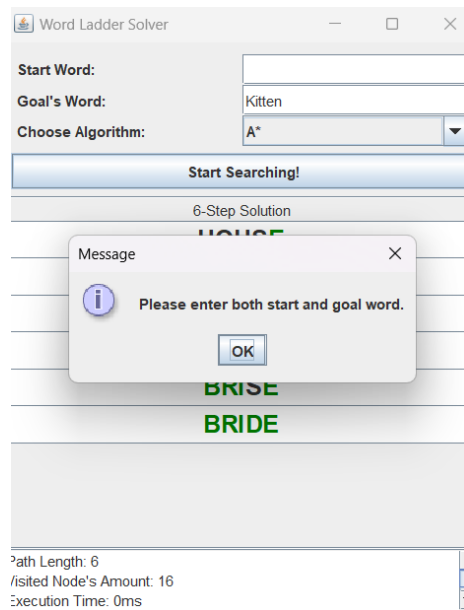 Word Ladder Solver
Start Word:
Goal's Word: Kitten
Choose Algorithm: A*
Start Searching!
6-Step Solution
HOUSE
Message
Please enter both start and goal word.
OK
BRISE
BRIDE
Path Length: 6
Visited Node's Amount: 16
Execution Time: 0ms